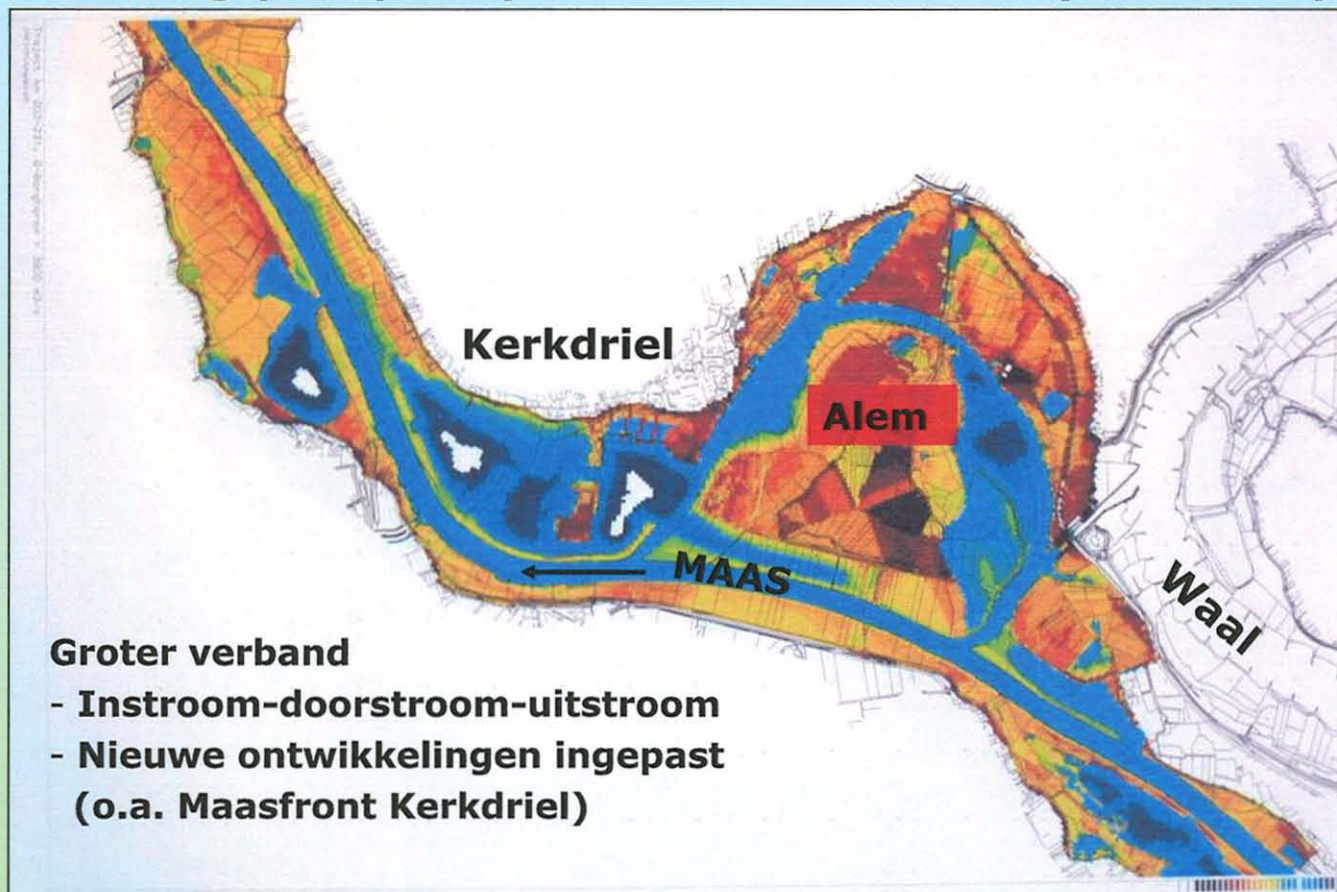 Kerkdriel
Alem
MAAS
Waal
Groter verband
- Instroom-doorstroom-uitstroom
- Nieuwe ontwikkelingen ingepast
(o.a. Maasfront Kerkdriel)